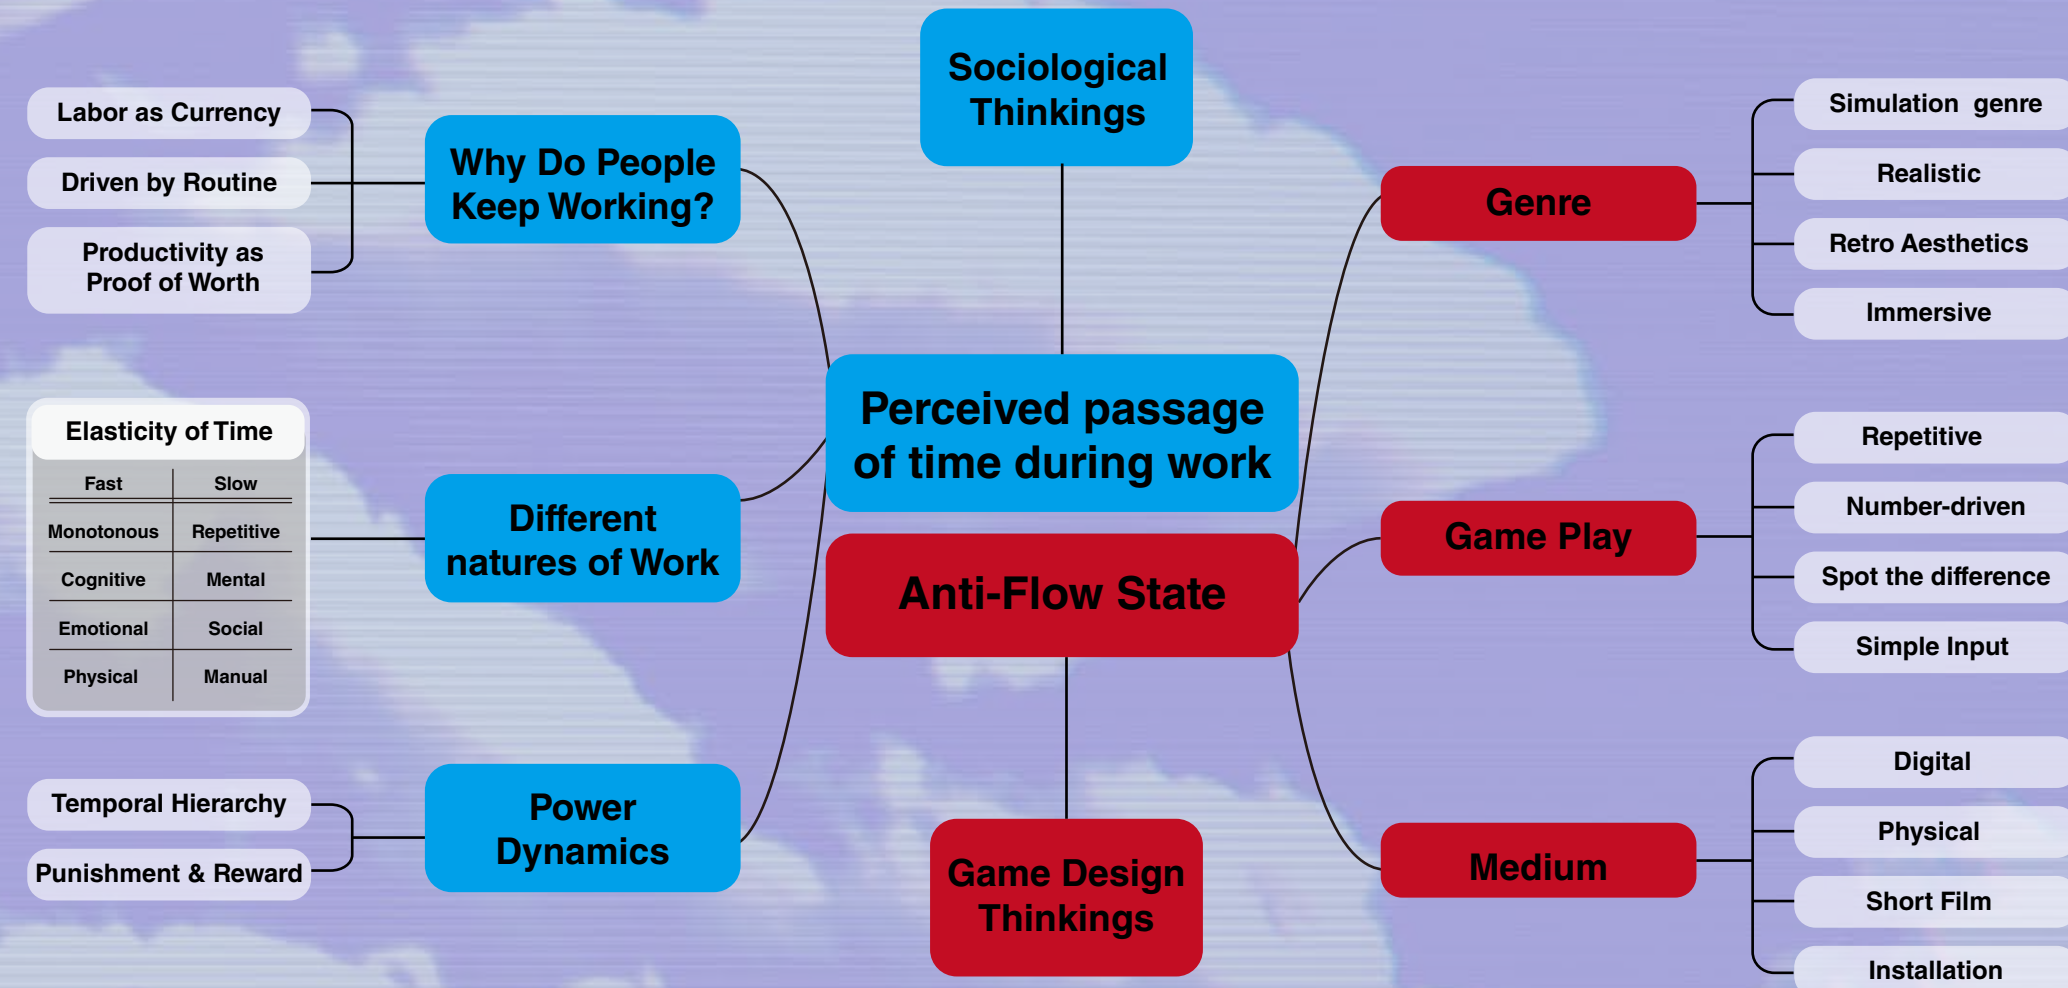 Sociological
Thinkings
Labor as Currency
Driven by Routine
Productivity as
Proof of Worth
Why Do People
Keep Working?
Elasticity of Time
Fast Slow
Monotonous Repetitive
Cognitive Mental
Emotional Social
Physical Manual
Different
natures of Work
Temporal Hierarchy
Punishment & Reward
Power
Dynamics
Perceived passage
of time during work
Anti-Flow State
Game Design
Thinkings
Genre
Simulation genre
Realistic
Retro Aesthetics
Immersive
Game Play
Repetitive
Number-driven
Spot the difference
Simple Input
Medium
Digital
Physical
Short Film
Installation